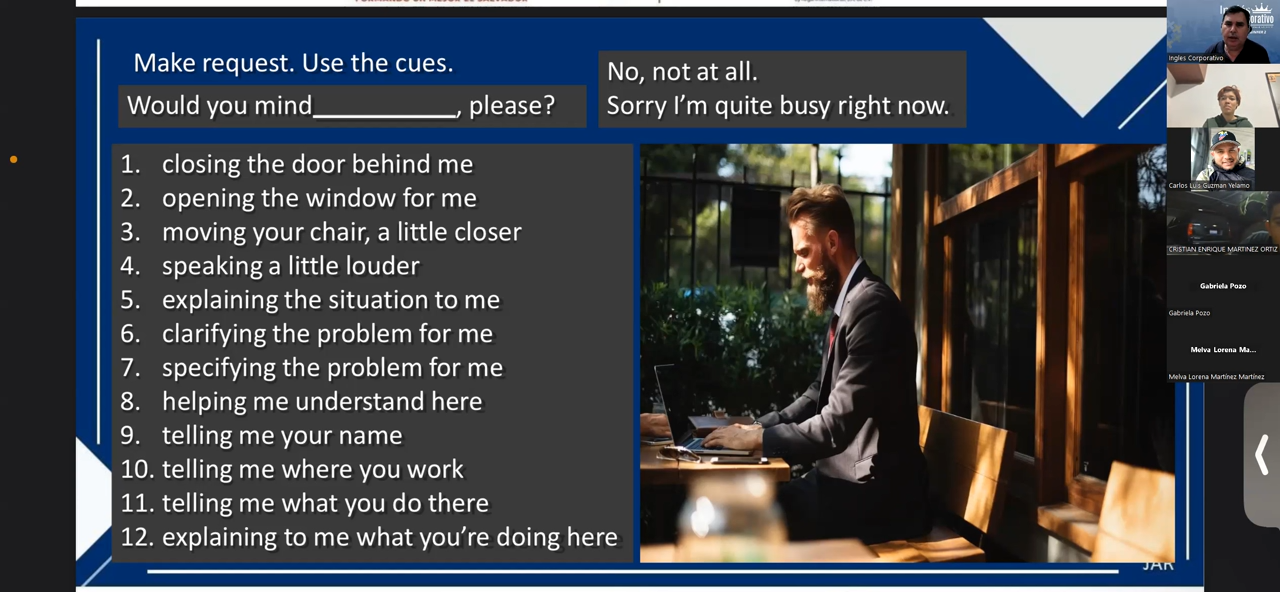 Make request. Use the cues.
Would you mind__________, please?
No, not at all.
Sorry I’m quite busy right now.
1. closing the door behind me
2. opening the window for me
3. moving your chair, a little closer
4. speaking a little louder
5. explaining the situation to me
6. clarifying the problem for me
7. specifying the problem for me
8. helping me understand here
9. telling me your name
10. telling me where you work
11. telling me what you do there
12. explaining to me what you’re doing here
JAR
Ingles Corporativo
Carlos Luis Guzman Yelamo
CRISTIAN ENRIQUE MARTINEZ ORTIZ
Gabriela Pozo
Gabriela Pozo
Melva Lorena Ma...
Melva Lorena Martínez Martínez